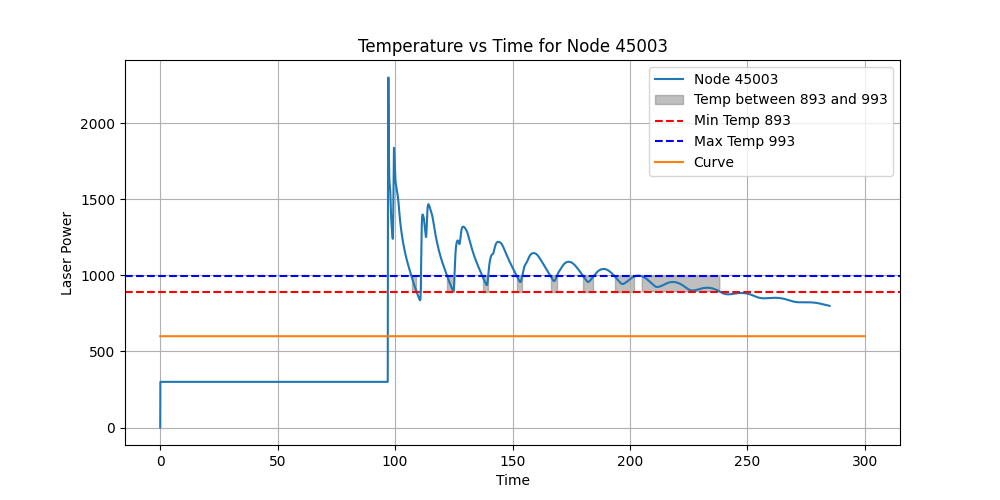 Temperature vs Time for Node 45003
Node 45003
Temp between 893 and 993
Min Temp 893
Max Temp 993
Curve
Laser Power
2000
1500
1000
500
0
0 50 100 150 200 250 300
Time